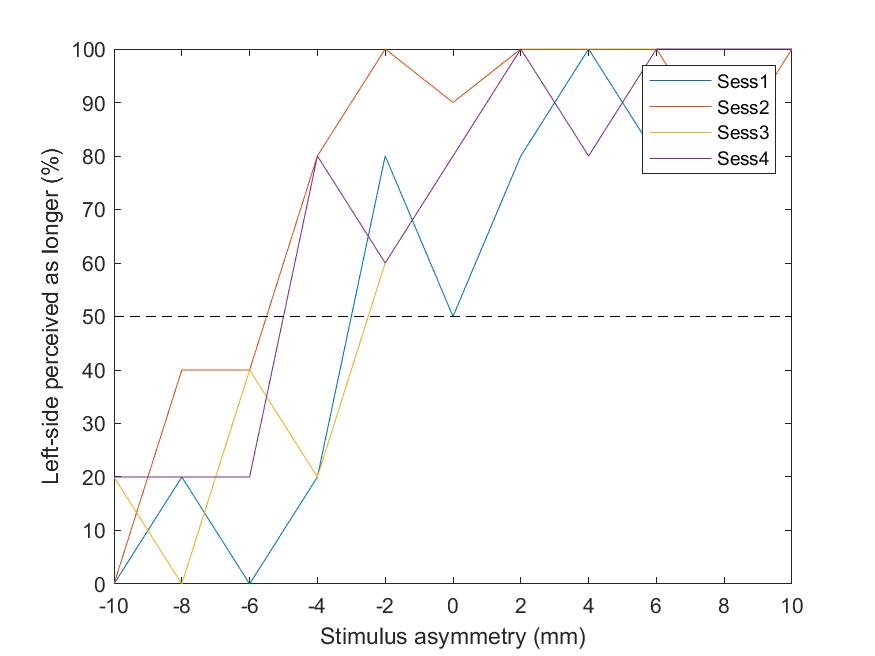 100
90
80
70
60
50
40
30
20
10
0
-10 -8 -6 -4 -2 0 2 4 6 8 10
Left-side perceived as longer (%)
Stimulus asymmetry (mm)
Sess1
Sess2
Sess3
Sess4